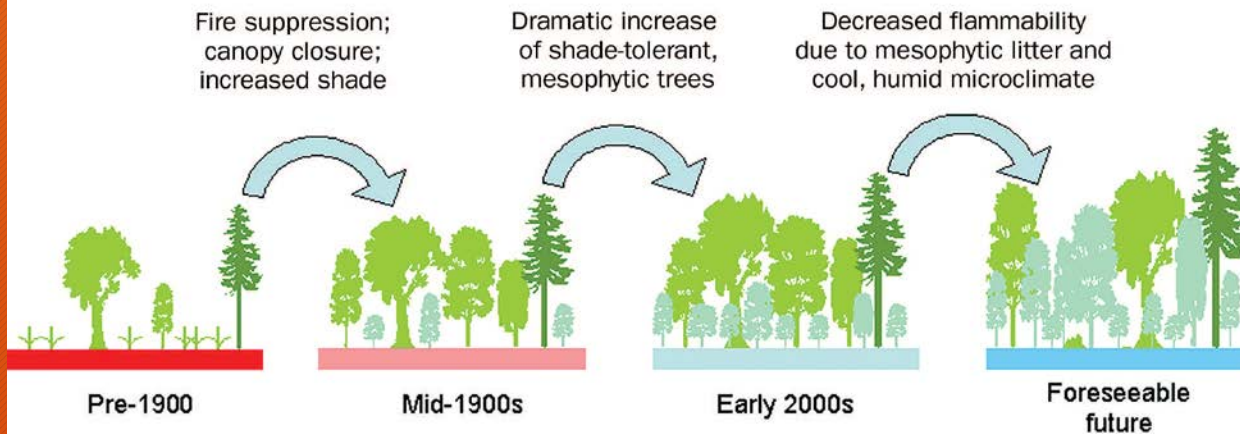 Fire suppression;
canopy closure;
increased shade
Dramatic increase
of shade-tolerant,
mesophytic trees
Decreased flammability
due to mesophytic litter and
cool, humid microclimate
Pre-1900
Mid-1900s
Early 2000s
Foreseeable
future